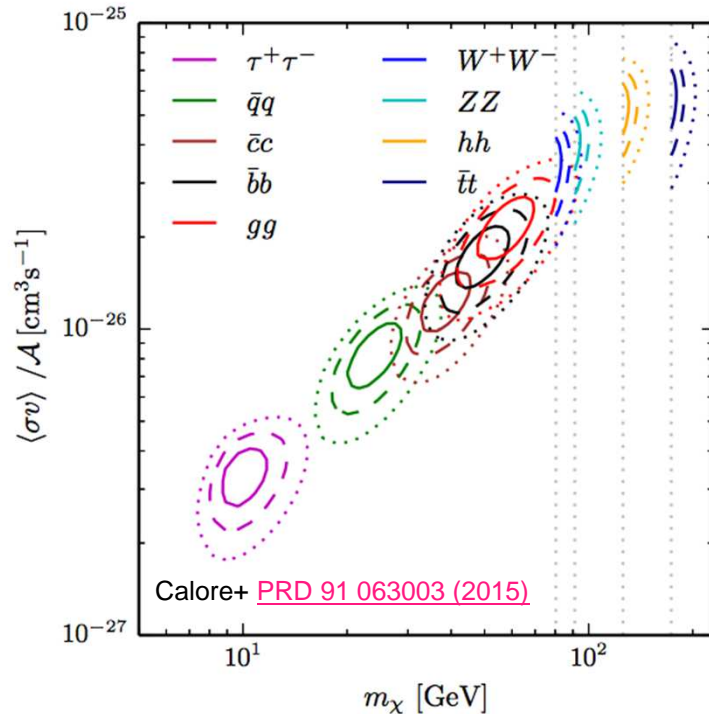 10⁻²⁵
τ⁺τ⁻
q̄q
c̄c
b̄b
gg
W⁺W⁻
ZZ
hh
t̄t
⟨σv⟩ /𝒜 [cm³s⁻¹]
10⁻²⁶
Calore+ PRD 91 063003 (2015)
10⁻²⁷
10¹
10²
mᵪ [GeV]